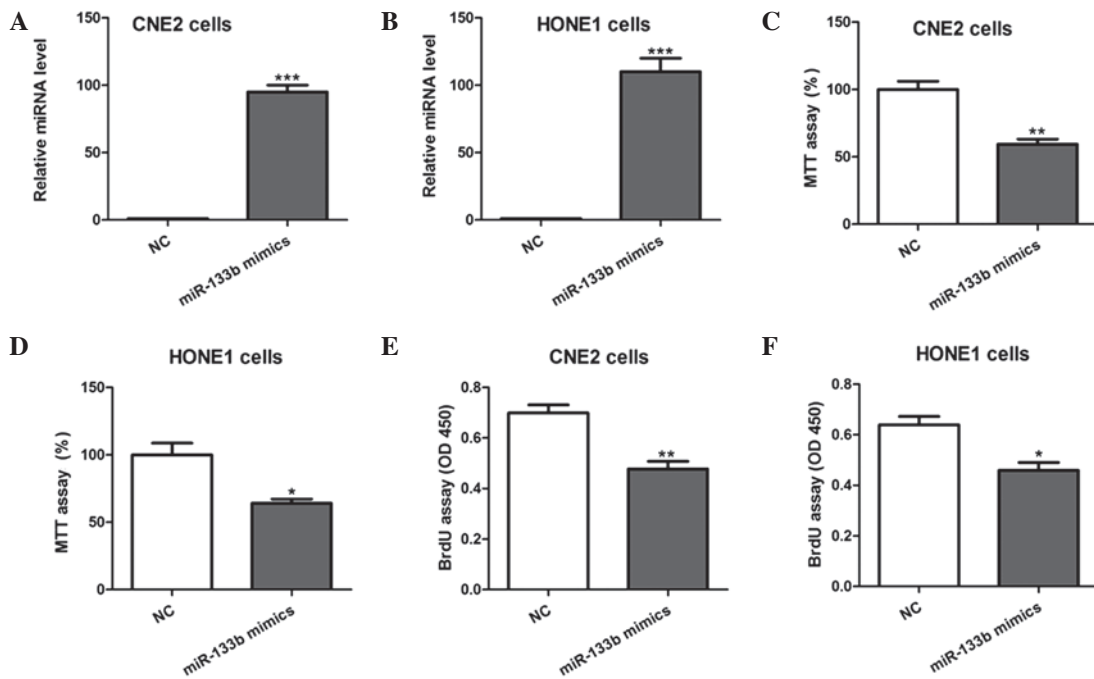 A
CNE2 cells
Relative miRNA level
150
100
50
0
***
NC
miR-133b mimics
B
HONE1 cells
Relative miRNA level
150
100
50
0
***
NC
miR-133b mimics
C
CNE2 cells
MTT assay (%)
150
100
50
0
**
NC
miR-133b mimics
D
HONE1 cells
MTT assay (%)
150
100
50
0
*
NC
miR-133b mimics
E
CNE2 cells
BrdU assay (OD 450)
0.8
0.6
0.4
0.2
0.0
**
NC
miR-133b mimics
F
HONE1 cells
BrdU assay (OD 450)
0.8
0.6
0.4
0.2
0.0
*
NC
miR-133b mimics